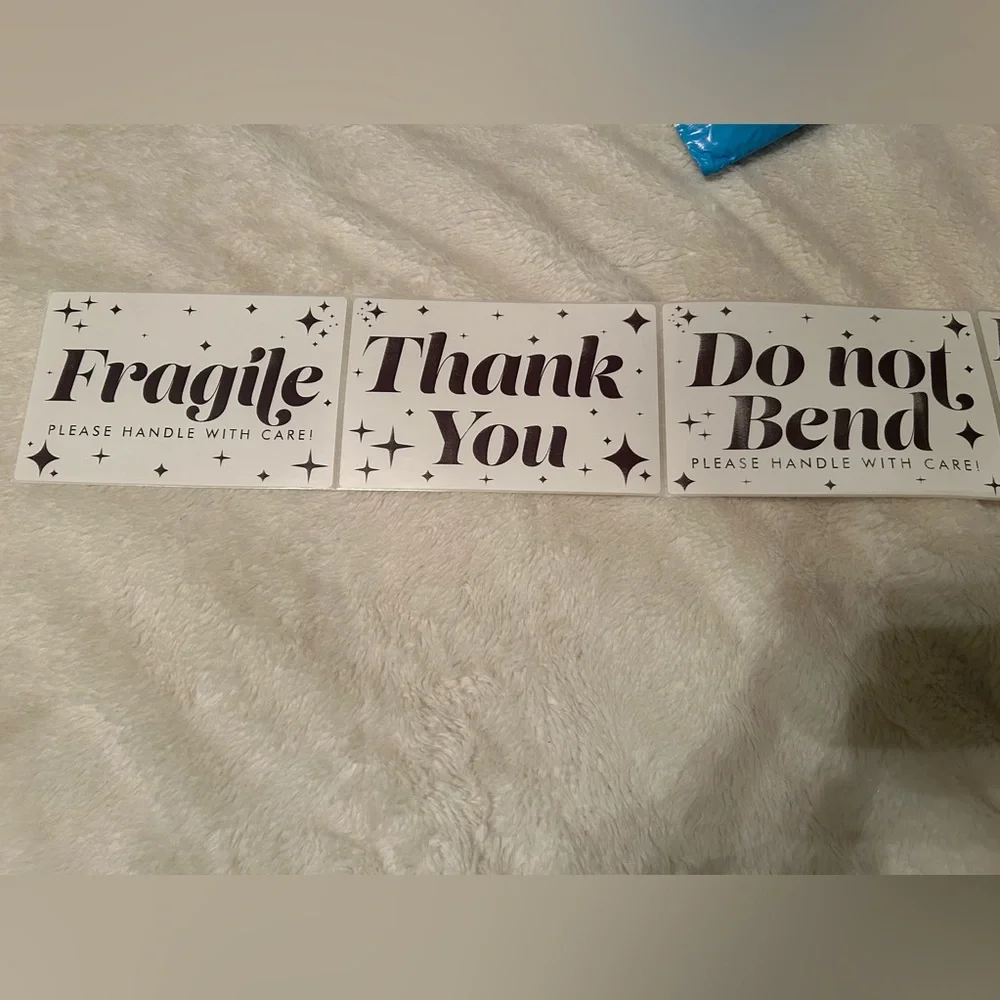 Fragile
PLEASE HANDLE WITH CARE!
Thank
You
Do not
Bend
PLEASE HANDLE WITH CARE!